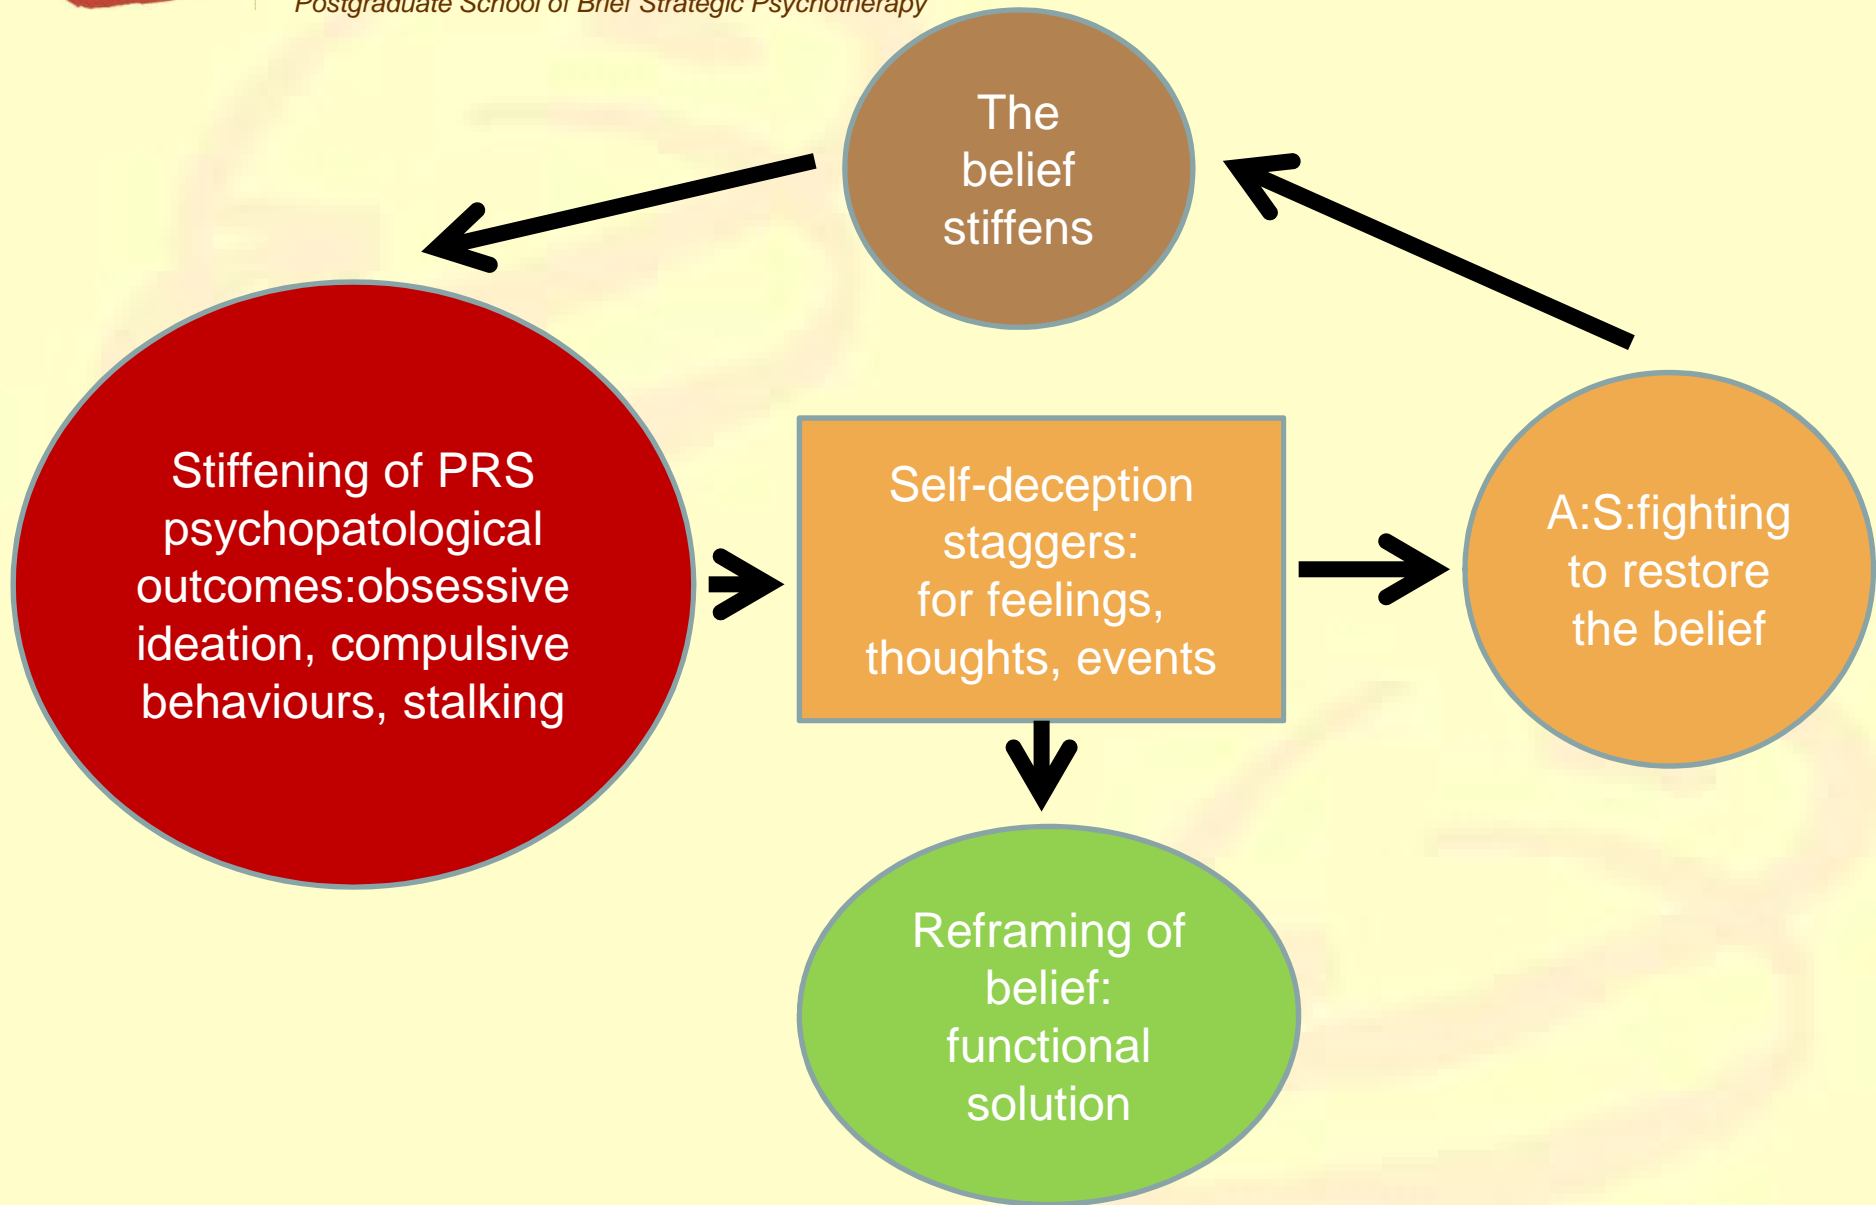 Postgraduate School of Brief Strategic Psychotherapy
The
belief
stiffens
Stiffening of PRS
psychopatological
outcomes:obsessive
ideation, compulsive
behaviours, stalking
Self-deception
staggers:
for feelings,
thoughts, events
A:S:fighting
to restore
the belief
Reframing of
belief:
functional
solution